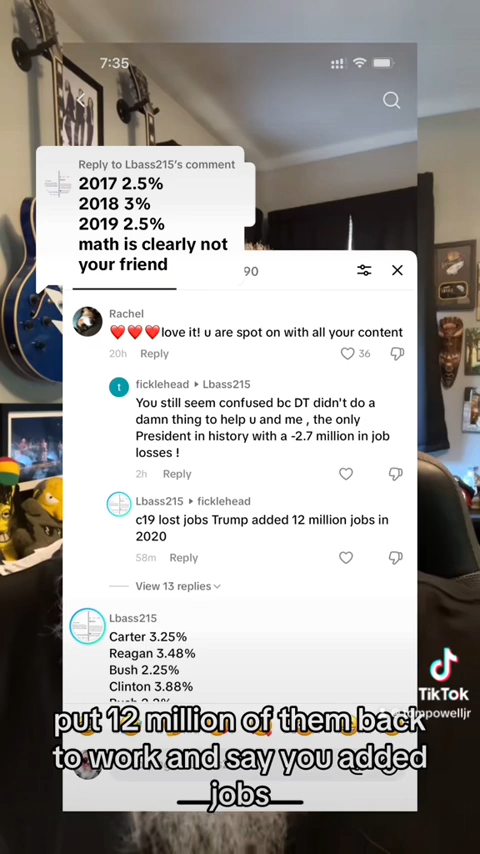 7:35
Reply to Lbass215's comment
2017 2.5%
2018 3%
2019 2.5%
math is clearly not
your friend
90
Rachel
❤️❤️❤️love it! u are spot on with all your content
20h Reply 36
t
ficklehead ▸ Lbass215
You still seem confused bc DT didn't do a
damn thing to help u and me , the only
President in history with a -2.7 million in job
losses !
2h Reply
Lbass215 ▸ ficklehead
c19 lost jobs Trump added 12 million jobs in
2020
58m Reply
View 13 replies
Lbass215
Carter 3.25%
Reagan 3.48%
Bush 2.25%
Clinton 3.88%
TikTok
put 12 million of them back
to work and say you added
jobs